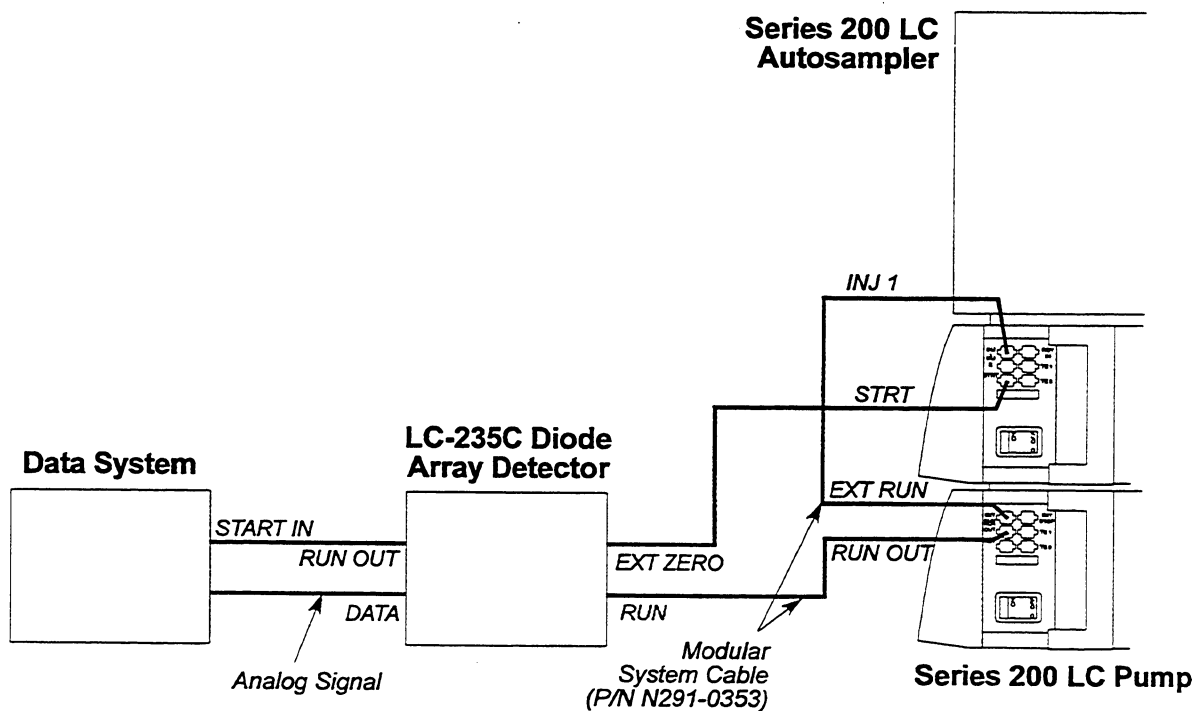 Series 200 LC
Autosampler
INJ 1
STRT
LC-235C Diode
Array Detector
Data System
EXT RUN
START IN
RUN OUT
EXT ZERO
RUN OUT
DATA
RUN
Analog Signal
Modular
System Cable
(P/N N291-0353)
Series 200 LC Pump